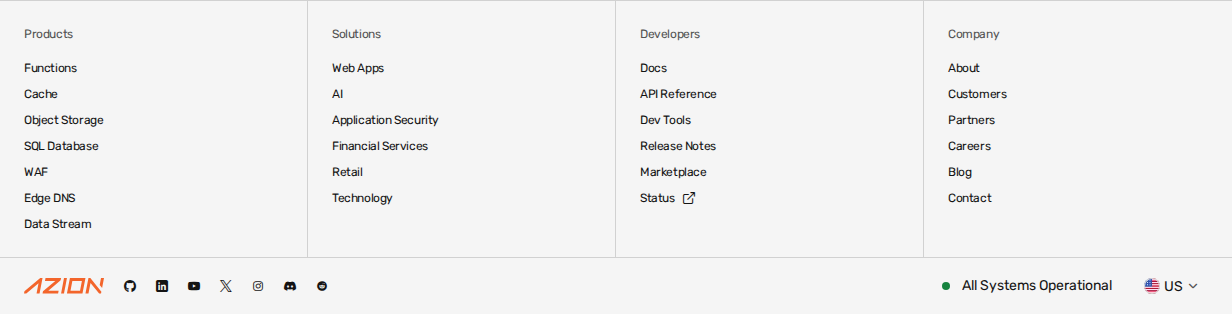 Products
Functions
Cache
Object Storage
SQL Database
WAF
Edge DNS
Data Stream
Solutions
Web Apps
AI
Application Security
Financial Services
Retail
Technology
Developers
Docs
API Reference
Dev Tools
Release Notes
Marketplace
Status
Company
About
Customers
Partners
Careers
Blog
Contact
AZION
All Systems Operational
US